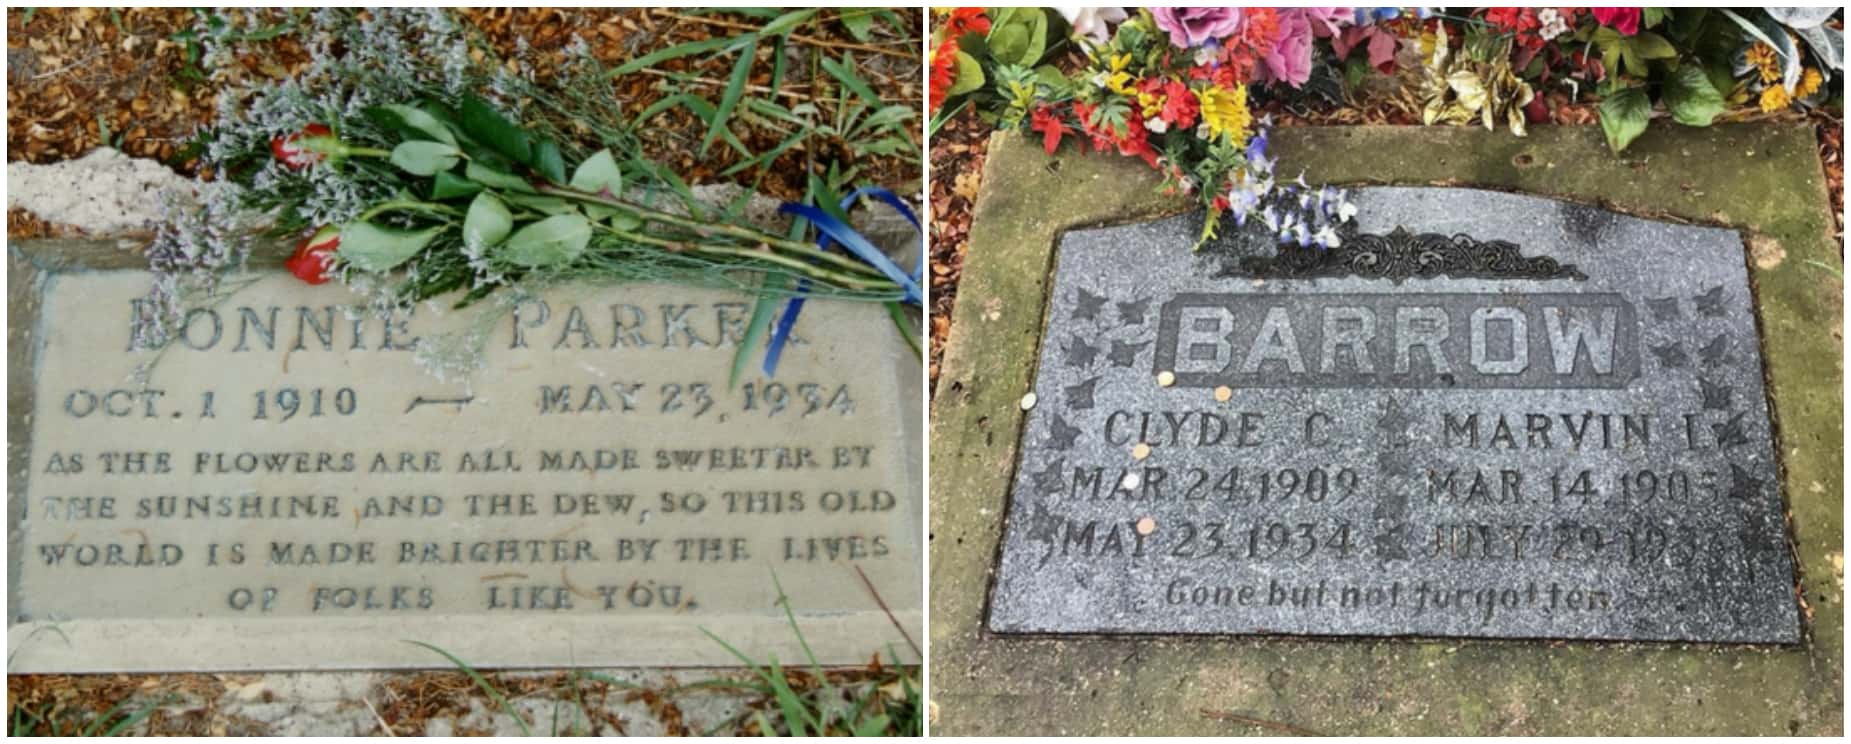 BONNIE PARKER
OCT. 1 1910 — MAY 23, 1934
AS THE FLOWERS ARE ALL MADE SWEETER BY
THE SUNSHINE AND THE DEW, SO THIS OLD
WORLD IS MADE BRIGHTER BY THE LIVES
OF FOLKS LIKE YOU.
BARROW
CLYDE C.
MAR. 24, 1909
MAY 23, 1934
MARVIN I.
MAR. 14, 1905
JULY 29
Gone but not forgotten